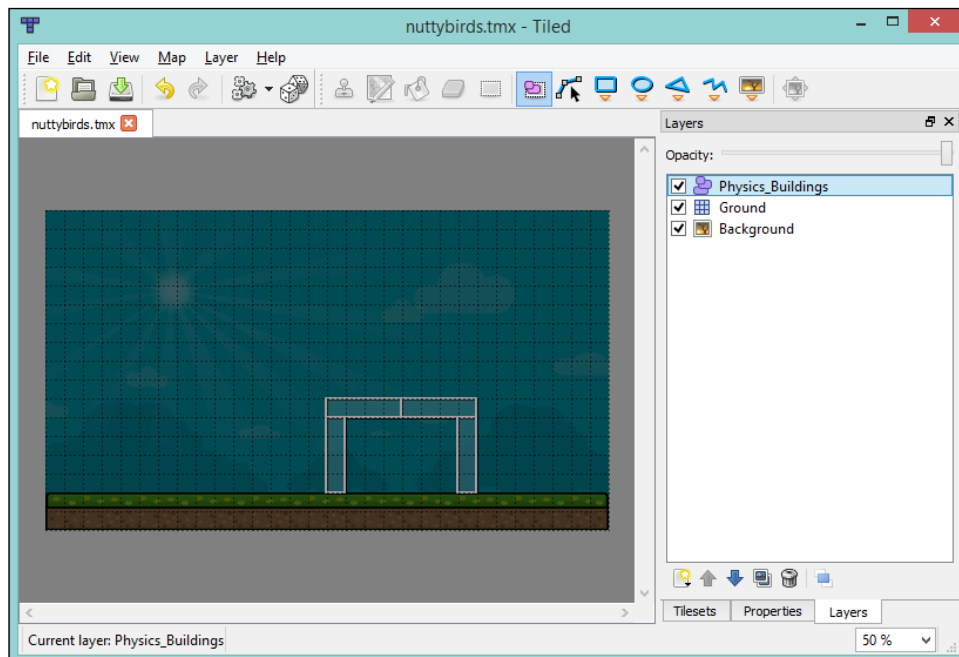 nuttybirds.tmx - Tiled
File Edit View Map Layer Help
nuttybirds.tmx
Layers
Opacity:
Physics_Buildings
Ground
Background
Tilesets Properties Layers
Current layer: Physics_Buildings
50 %